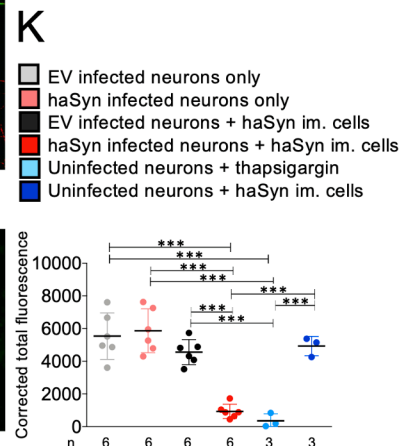 K
EV infected neurons only
haSyn infected neurons only
EV infected neurons + haSyn im. cells
haSyn infected neurons + haSyn im. cells
Uninfected neurons + thapsigargin
Uninfected neurons + haSyn im. cells
Corrected total fluorescence
***
***
***
***
***
***
***
***
10000
8000
6000
4000
2000
0
n 6 6 6 6 3 3